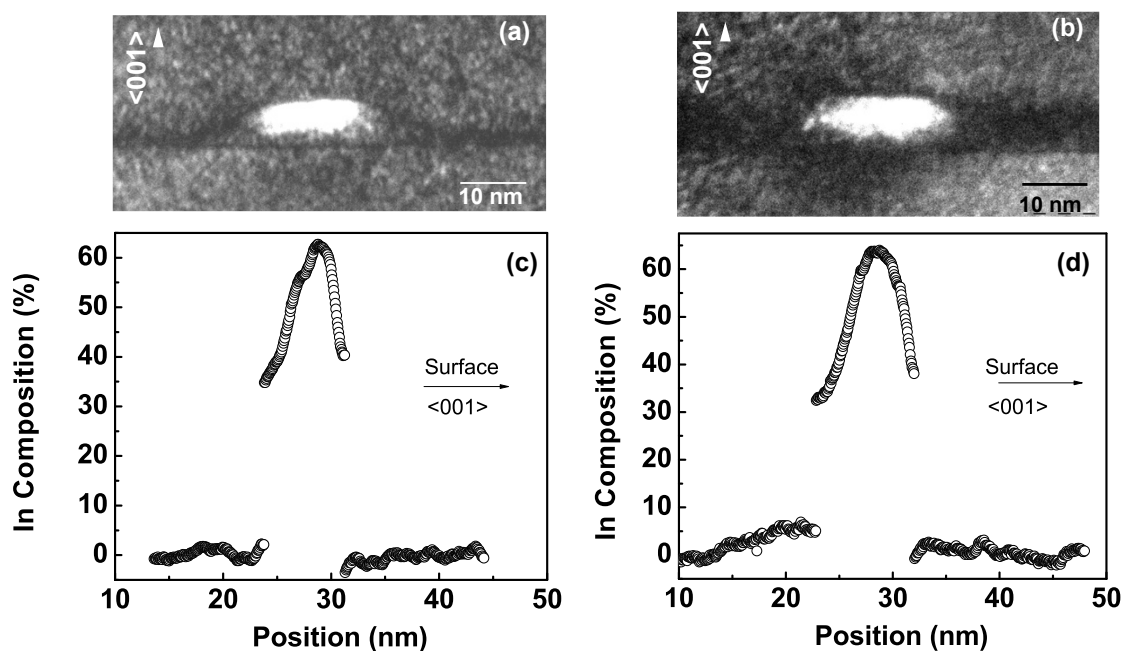 (a)
<001>
10 nm
(b)
<001>
10 nm
(c)
In Composition (%)
60
50
40
30
20
10
0
Surface
<001>
10 20 30 40 50
Position (nm)
(d)
In Composition (%)
60
50
40
30
20
10
0
Surface
<001>
10 20 30 40 50
Position (nm)